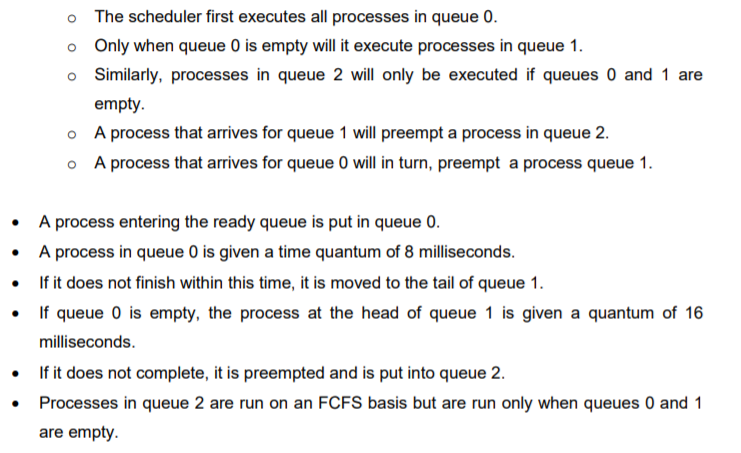 o The scheduler first executes all processes in queue 0.
o Only when queue 0 is empty will it execute processes in queue 1.
o Similarly, processes in queue 2 will only be executed if queues 0 and 1 are
empty.
o A process that arrives for queue 1 will preempt a process in queue 2.
o A process that arrives for queue 0 will in turn, preempt a process queue 1.
• A process entering the ready queue is put in queue 0.
• A process in queue 0 is given a time quantum of 8 milliseconds.
• If it does not finish within this time, it is moved to the tail of queue 1.
• If queue 0 is empty, the process at the head of queue 1 is given a quantum of 16
milliseconds.
• If it does not complete, it is preempted and is put into queue 2.
• Processes in queue 2 are run on an FCFS basis but are run only when queues 0 and 1
are empty.